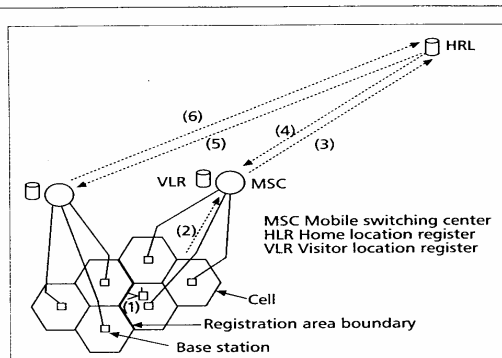 HRL
(6)
(5)
(4)
(3)
VLR
MSC
(2)
MSC Mobile switching center
HLR Home location register
VLR Visitor location register
(1)
Cell
Registration area boundary
Base station